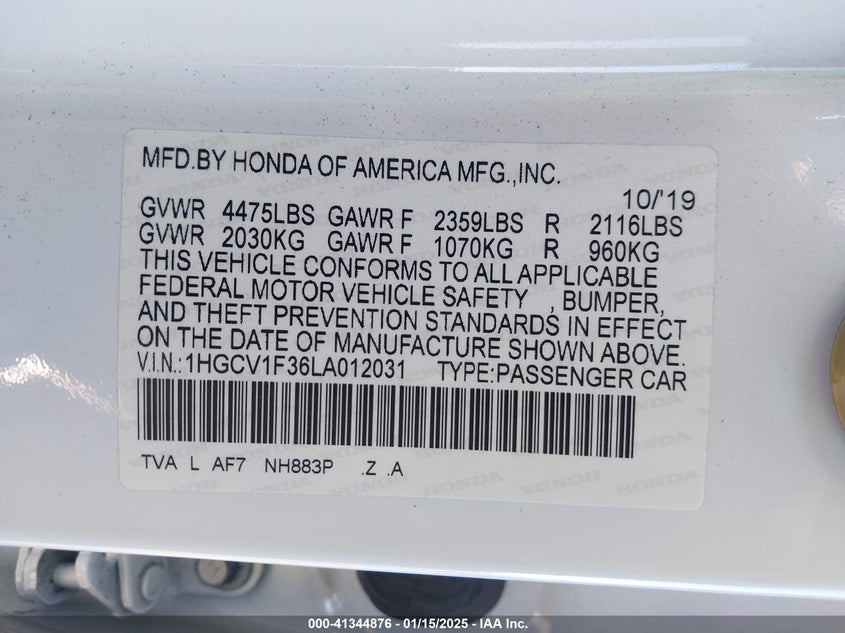 MFD.BY HONDA OF AMERICA MFG.,INC.
10/'19
GVWR 4475LBS GAWR F 2359LBS R 2116LBS
GVWR 2030KG GAWR F 1070KG R 960KG
THIS VEHICLE CONFORMS TO ALL APPLICABLE
FEDERAL MOTOR VEHICLE SAFETY , BUMPER,
AND THEFT PREVENTION STANDARDS IN EFFECT
ON THE DATE OF MANUFACTURE SHOWN ABOVE.
V.I.N.:1HGCV1F36LA012031 TYPE:PASSENGER CAR
TVA L AF7 NH883P .Z .A
000-41344876 - 01/15/2025 - IAA Inc.